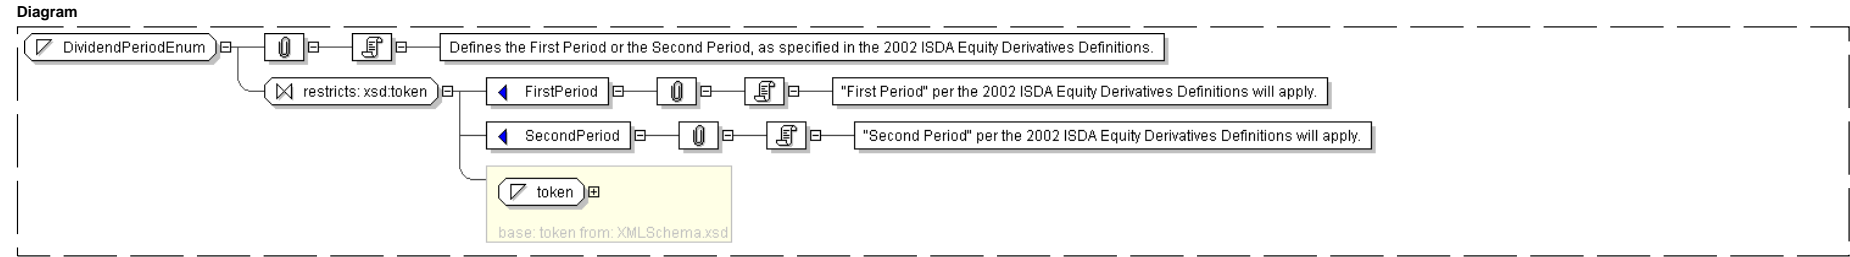 Diagram
DividendPeriodEnum
Defines the First Period or the Second Period, as specified in the 2002 ISDA Equity Derivatives Definitions.
restricts: xsd:token
FirstPeriod
"First Period" per the 2002 ISDA Equity Derivatives Definitions will apply.
SecondPeriod
"Second Period" per the 2002 ISDA Equity Derivatives Definitions will apply.
token
base: token from: XMLSchema.xsd